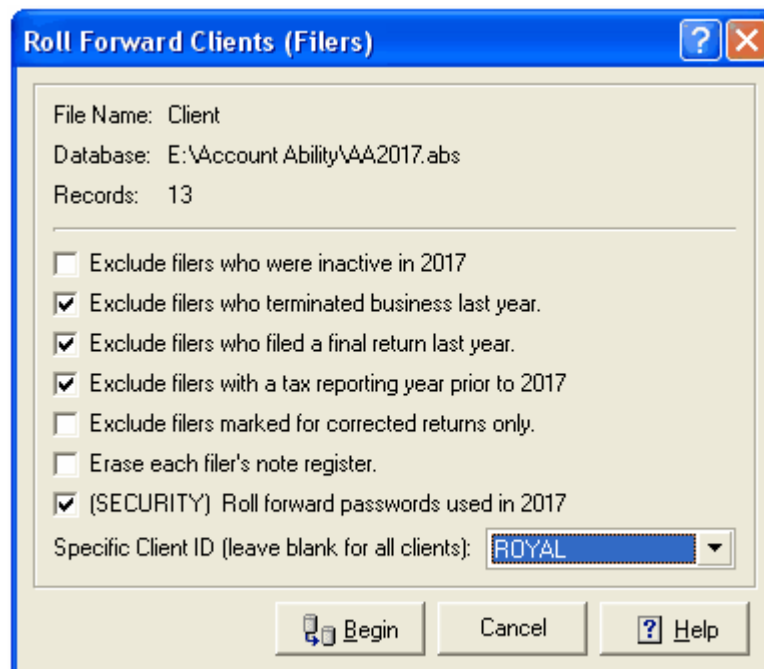 Roll Forward Clients (Filers)
File Name: Client
Database: E:\Account Ability\AA2017.abs
Records: 13
Exclude filers who were inactive in 2017
Exclude filers who terminated business last year.
Exclude filers who filed a final return last year.
Exclude filers with a tax reporting year prior to 2017
Exclude filers marked for corrected returns only.
Erase each filer's note register.
(SECURITY) Roll forward passwords used in 2017
Specific Client ID (leave blank for all clients): ROYAL
Begin Cancel ? Help